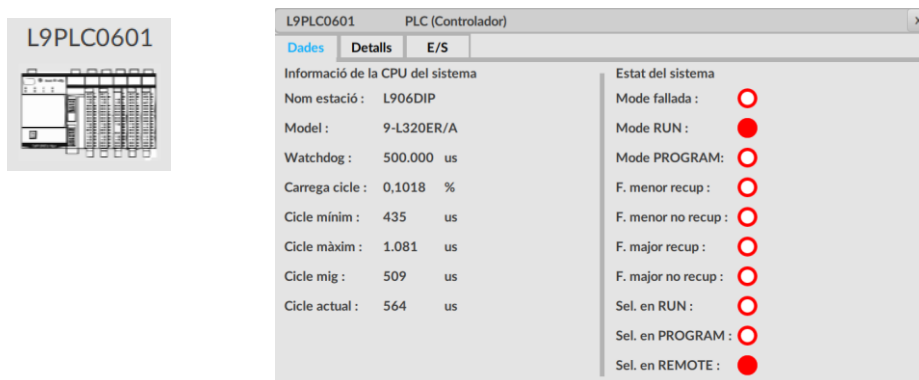 L9PLC0601
L9PLC0601 PLC (Controlador)
Dades Detalls E/S
Informació de la CPU del sistema
Nom estació : L906DIP
Model : 9-L320ER/A
Watchdog : 500.000 us
Carrega cicle : 0,1018 %
Cicle mínim : 435 us
Cicle màxim : 1.081 us
Cicle mig : 509 us
Cicle actual : 564 us
Estat del sistema
Mode fallada :
Mode RUN :
Mode PROGRAM:
F. menor recup :
F. menor no recup :
F. major recup :
F. major no recup :
Sel. en RUN :
Sel. en PROGRAM :
Sel. en REMOTE :